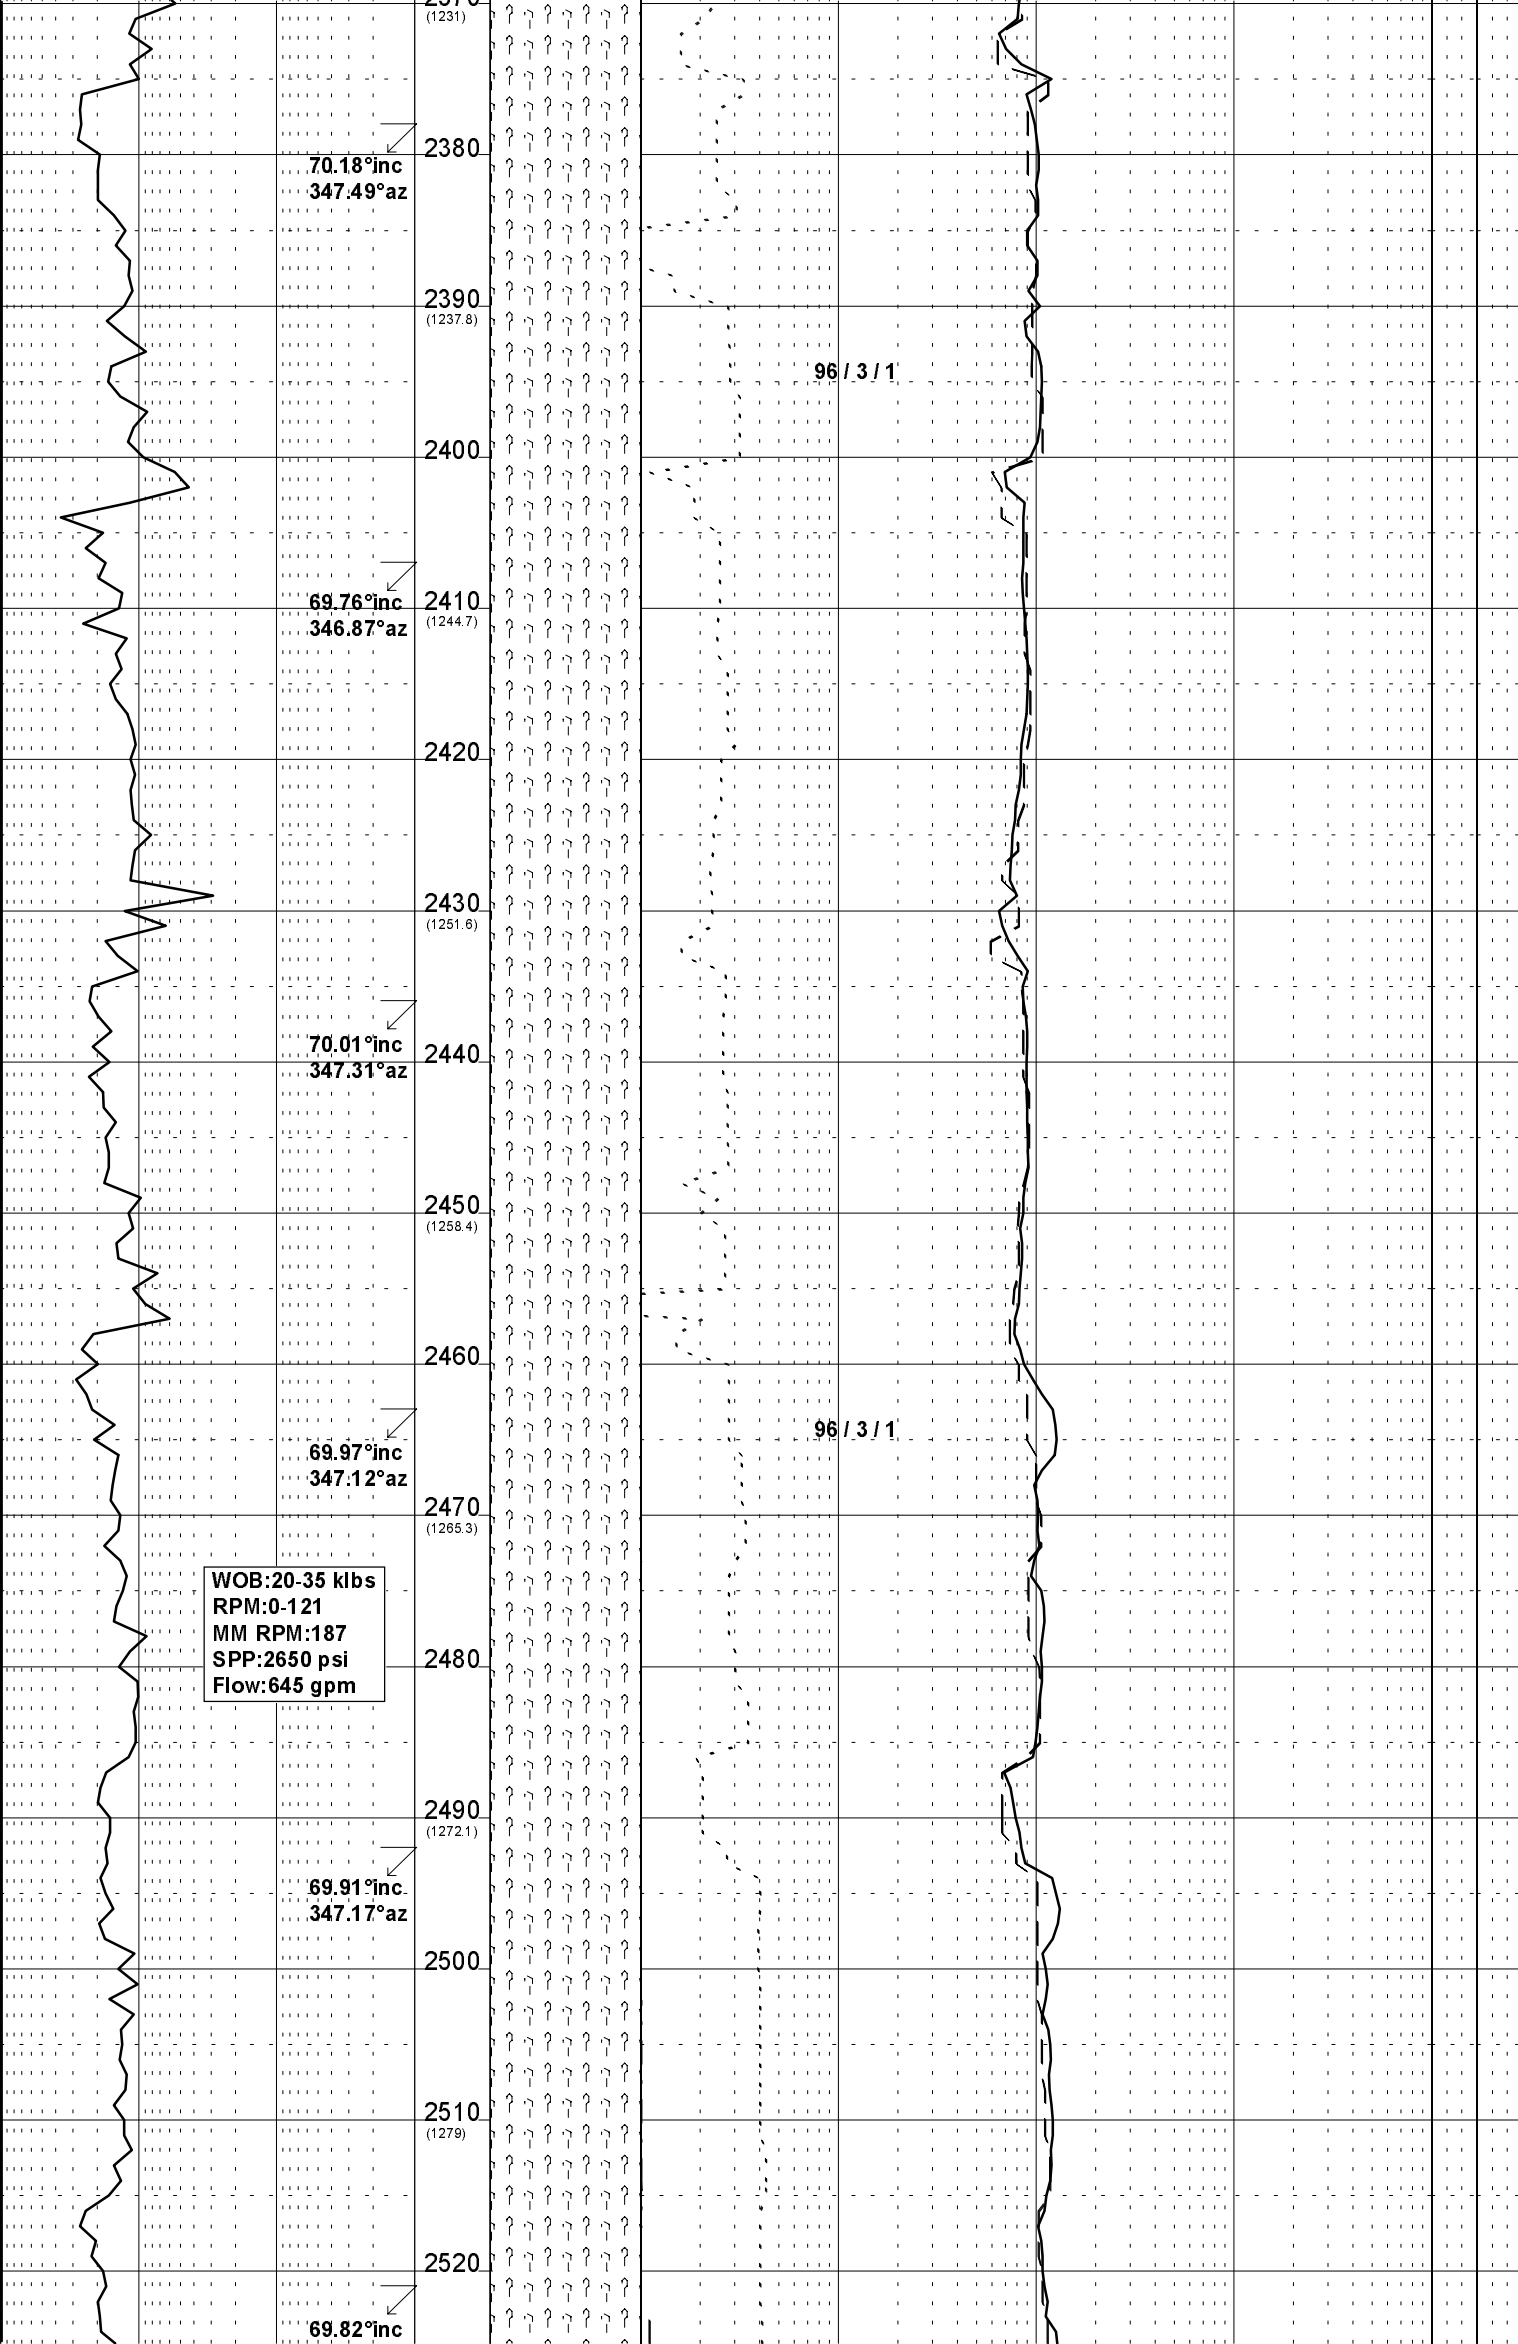 2370
(1231)
70.18°inc
347.49°az
2380
2390
(1237.8)
96 / 3 / 1
2400
69.76°inc
346.87°az
2410
(1244.7)
2420
2430
(1251.6)
70.01°inc
347.31°az
2440
2450
(1258.4)
2460
96 / 3 / 1
69.97°inc
347.12°az
2470
(1265.3)
WOB:20-35 klbs
RPM:0-121
MM RPM:187
SPP:2650 psi
Flow:645 gpm
2480
2490
(1272.1)
69.91°inc
347.17°az
2500
2510
(1279)
2520
69.82°inc